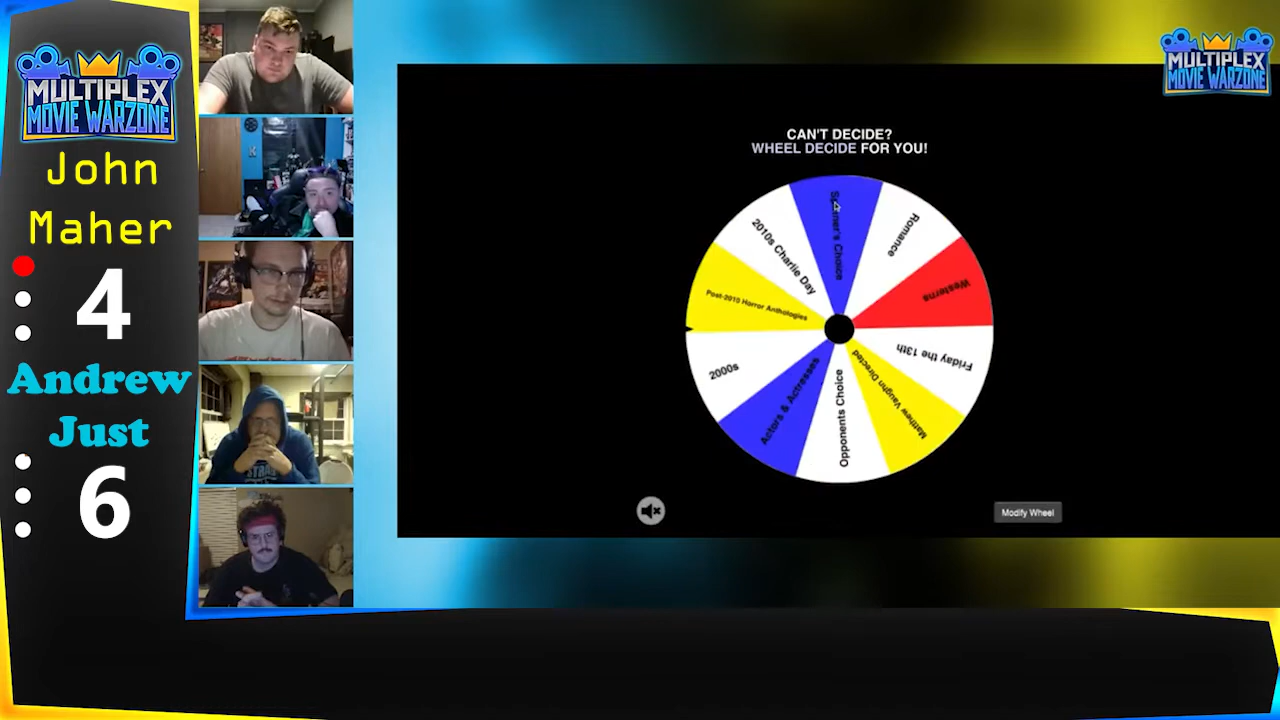 MULTIPLEX
MOVIE WARZONE
John
Maher
4
Andrew
Just
6
CAN'T DECIDE?
WHEEL DECIDE FOR YOU!
Spinner's Choice
Romance
Westerns
Friday the 13th
Matthew Vaughn Directed
Opponents Choice
Actors & Actresses
2000s
Post-2010 Horror Anthologies
2010s Charlie Day
Modify Wheel
MULTIPLEX
MOVIE WARZONE